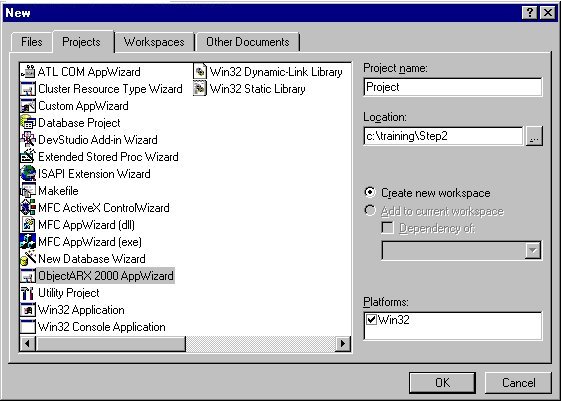 New
Files Projects Workspaces Other Documents
ATL COM AppWizard
Cluster Resource Type Wizard
Custom AppWizard
Database Project
DevStudio Add-in Wizard
Extended Stored Proc Wizard
ISAPI Extension Wizard
Makefile
MFC ActiveX ControlWizard
MFC AppWizard (dll)
MFC AppWizard (exe)
New Database Wizard
ObjectARX 2000 AppWizard
Utility Project
Win32 Application
Win32 Console Application
Win32 Dynamic-Link Library
Win32 Static Library
Project name:
Project
Location:
c:\training\Step2
...
Create new workspace
Add to current workspace
Dependency of:
Platforms:
Win32
OK Cancel